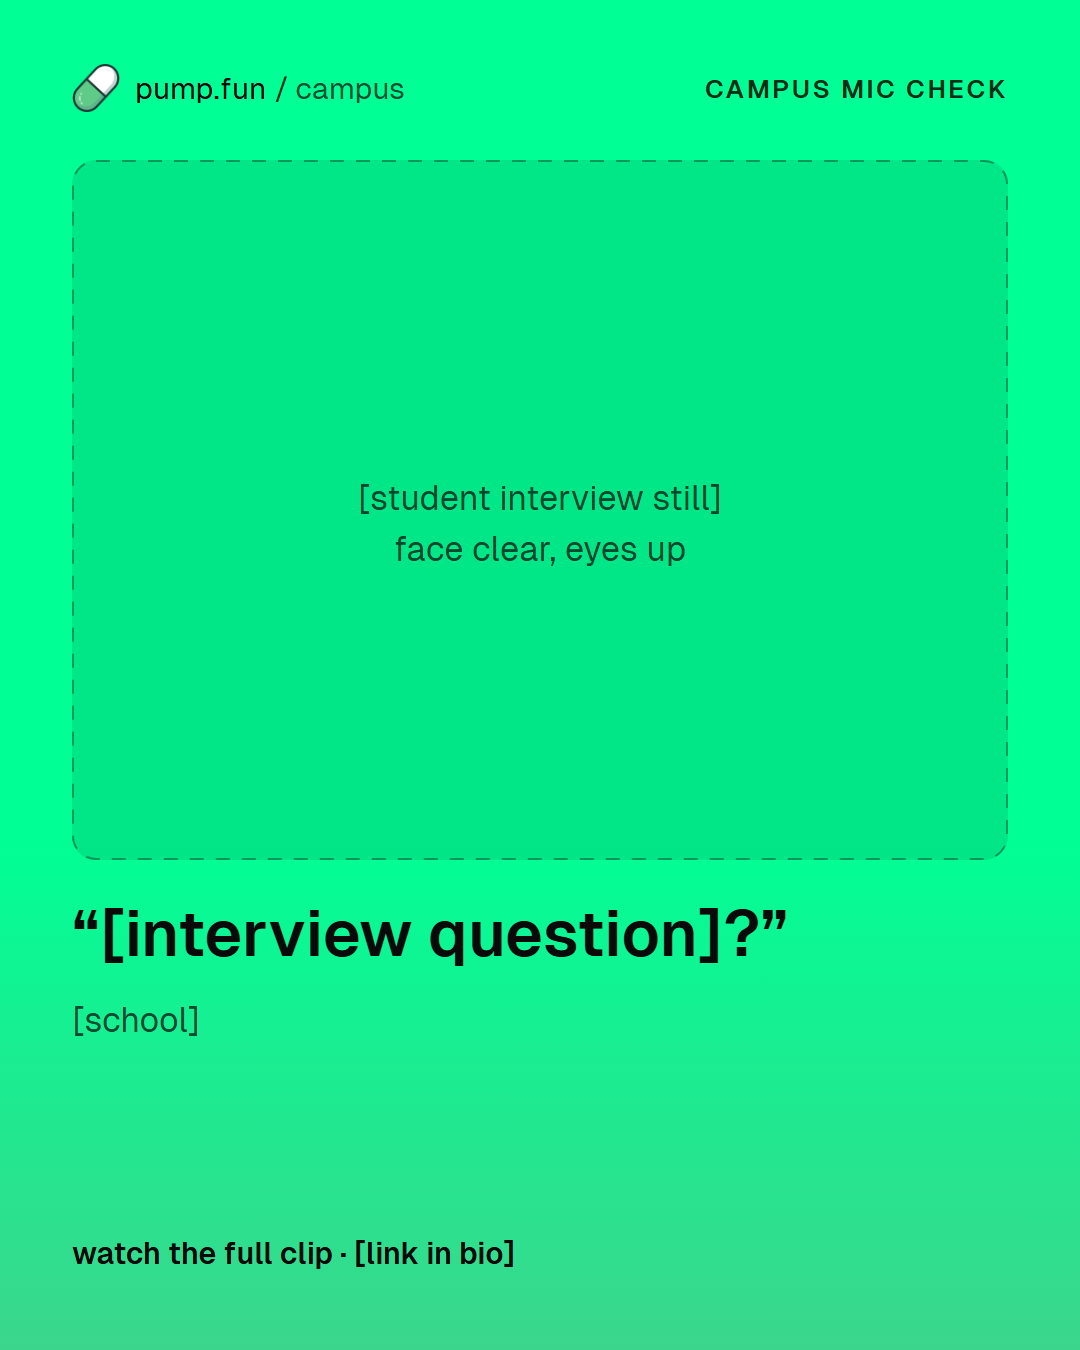 pump.fun / campus
CAMPUS MIC CHECK
[student interview still]
face clear, eyes up
“[interview question]?”
[school]
watch the full clip · [link in bio]